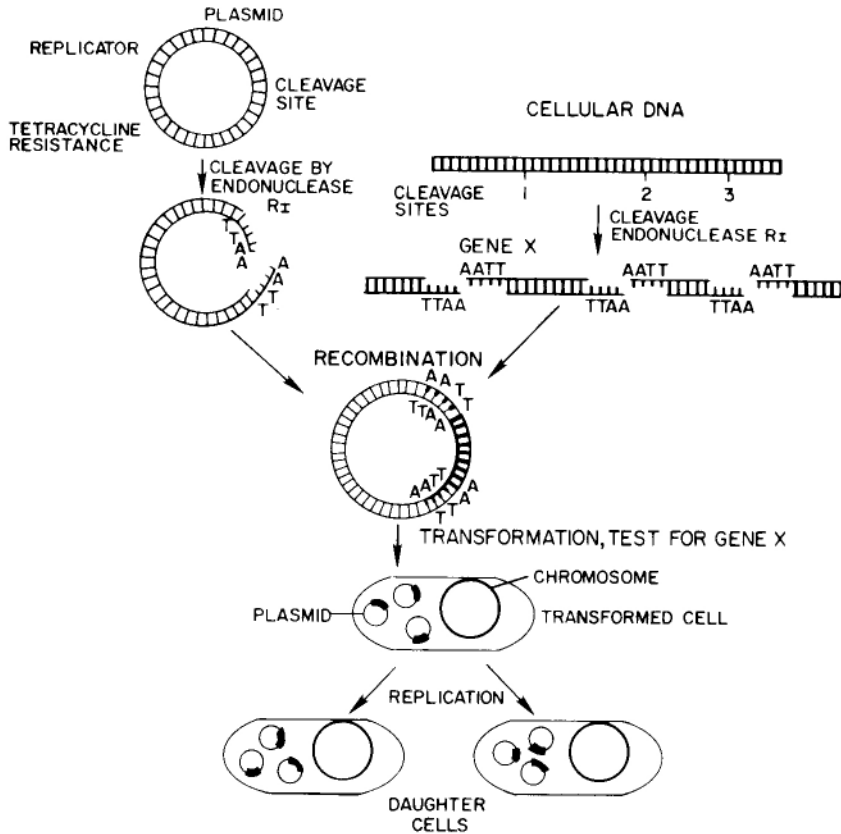 PLASMID
REPLICATOR
CLEAVAGE
SITE
TETRACYCLINE
RESISTANCE
CLEAVAGE BY
ENDONUCLEASE
RI
T
T
A
A
A
A
T
T
CELLULAR DNA
CLEAVAGE
SITES
1 2 3
CLEAVAGE
ENDONUCLEASE RI
GENE X
AATT AATT AATT
TTAA TTAA TTAA
RECOMBINATION
A
A
T
T
T
T
A
A
A
A
T
T
T
T
A
A
TRANSFORMATION, TEST FOR GENE X
CHROMOSOME
PLASMID
TRANSFORMED CELL
REPLICATION
DAUGHTER
CELLS